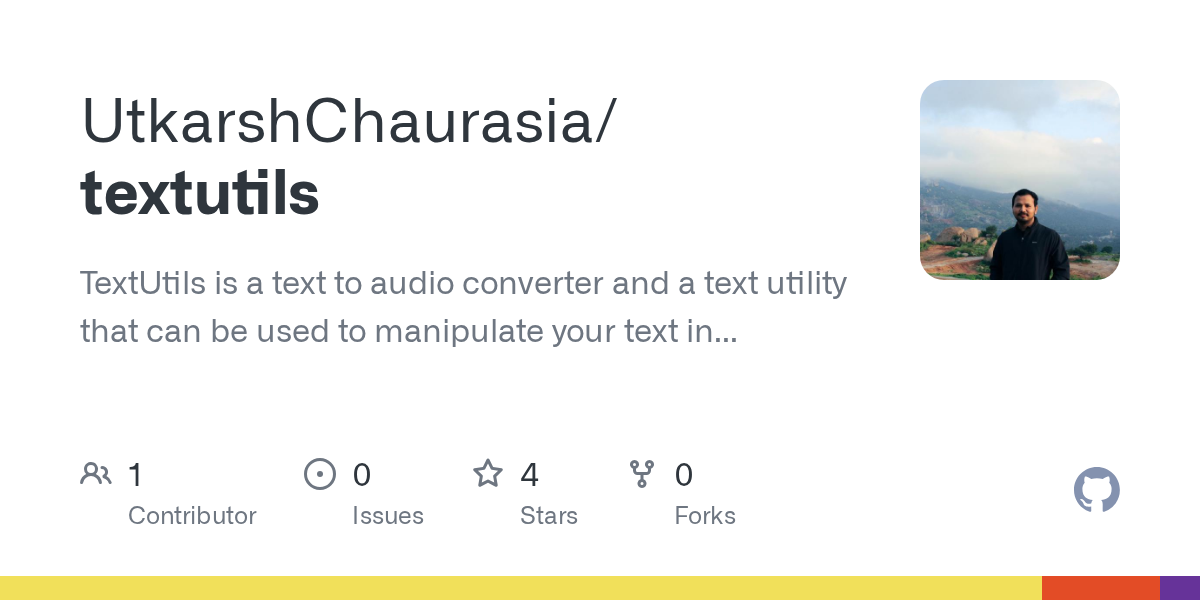 UtkarshChaurasia/
textutils
TextUtils is a text to audio converter and a text utility
that can be used to manipulate your text in...
1
Contributor
0
Issues
4
Stars
0
Forks